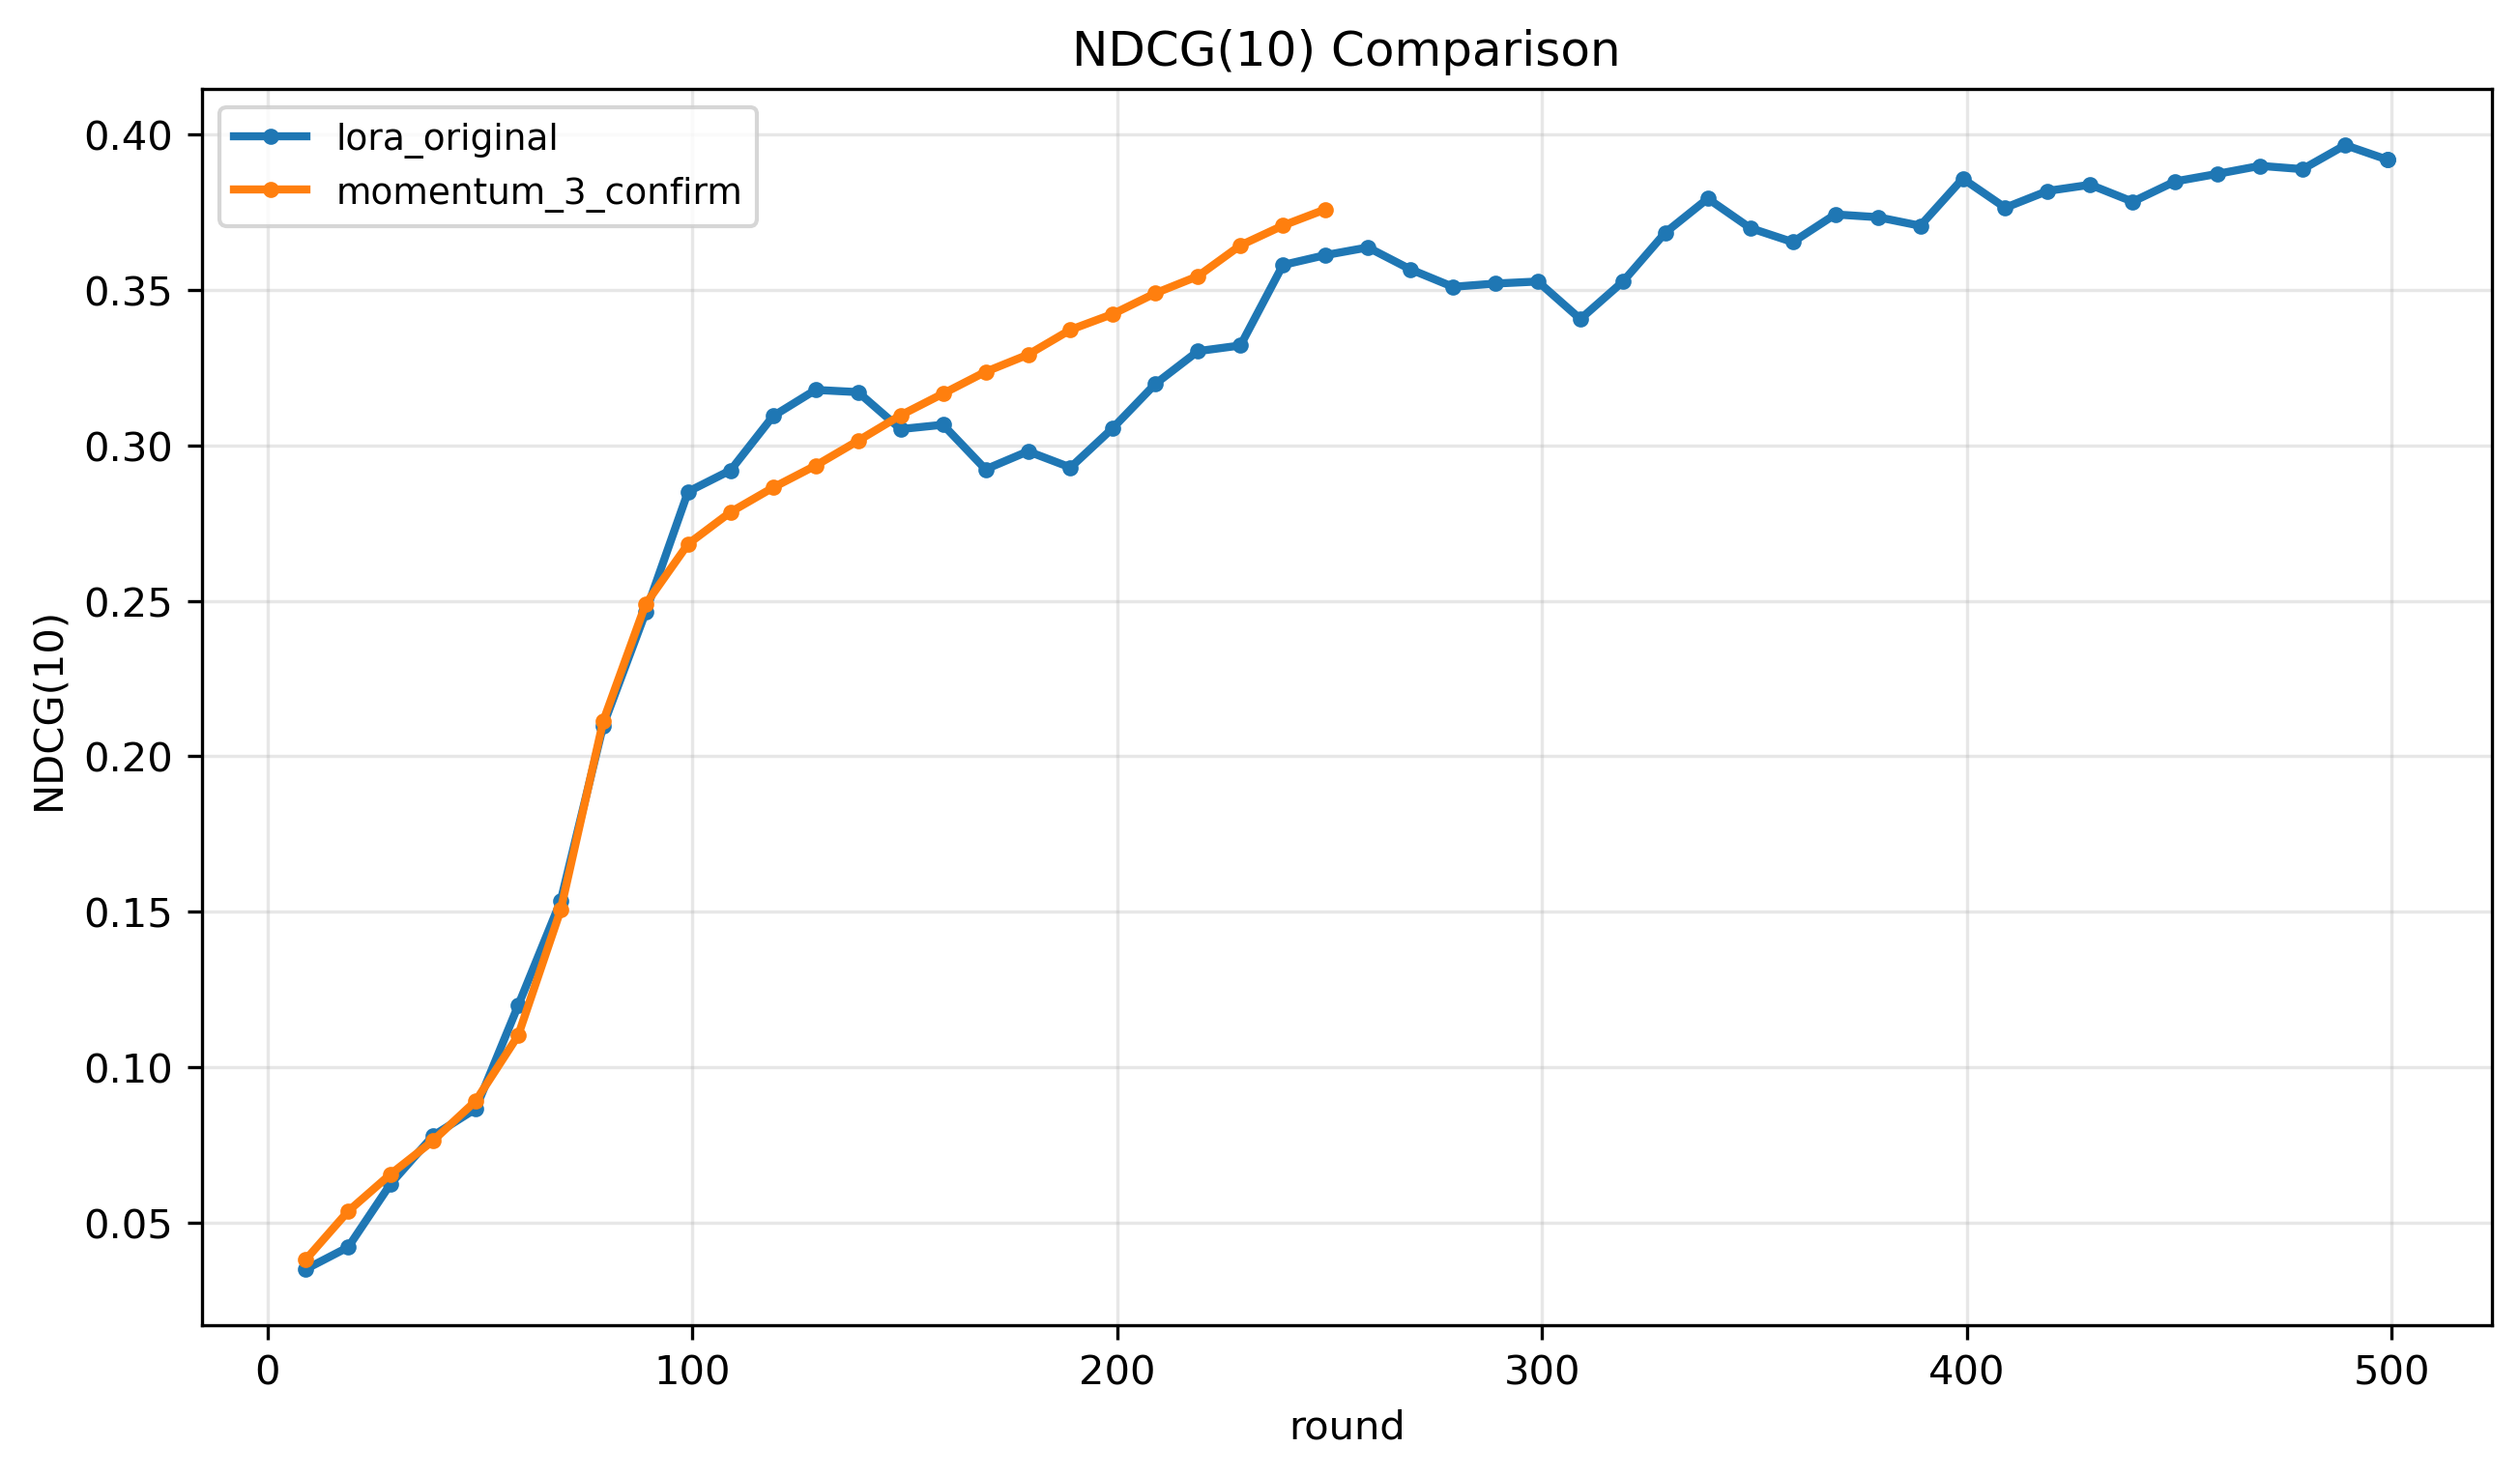 NDCG(10) Comparison
lora_original
momentum_3_confirm
NDCG(10)
0.40
0.35
0.30
0.25
0.20
0.15
0.10
0.05
0 100 200 300 400 500
round